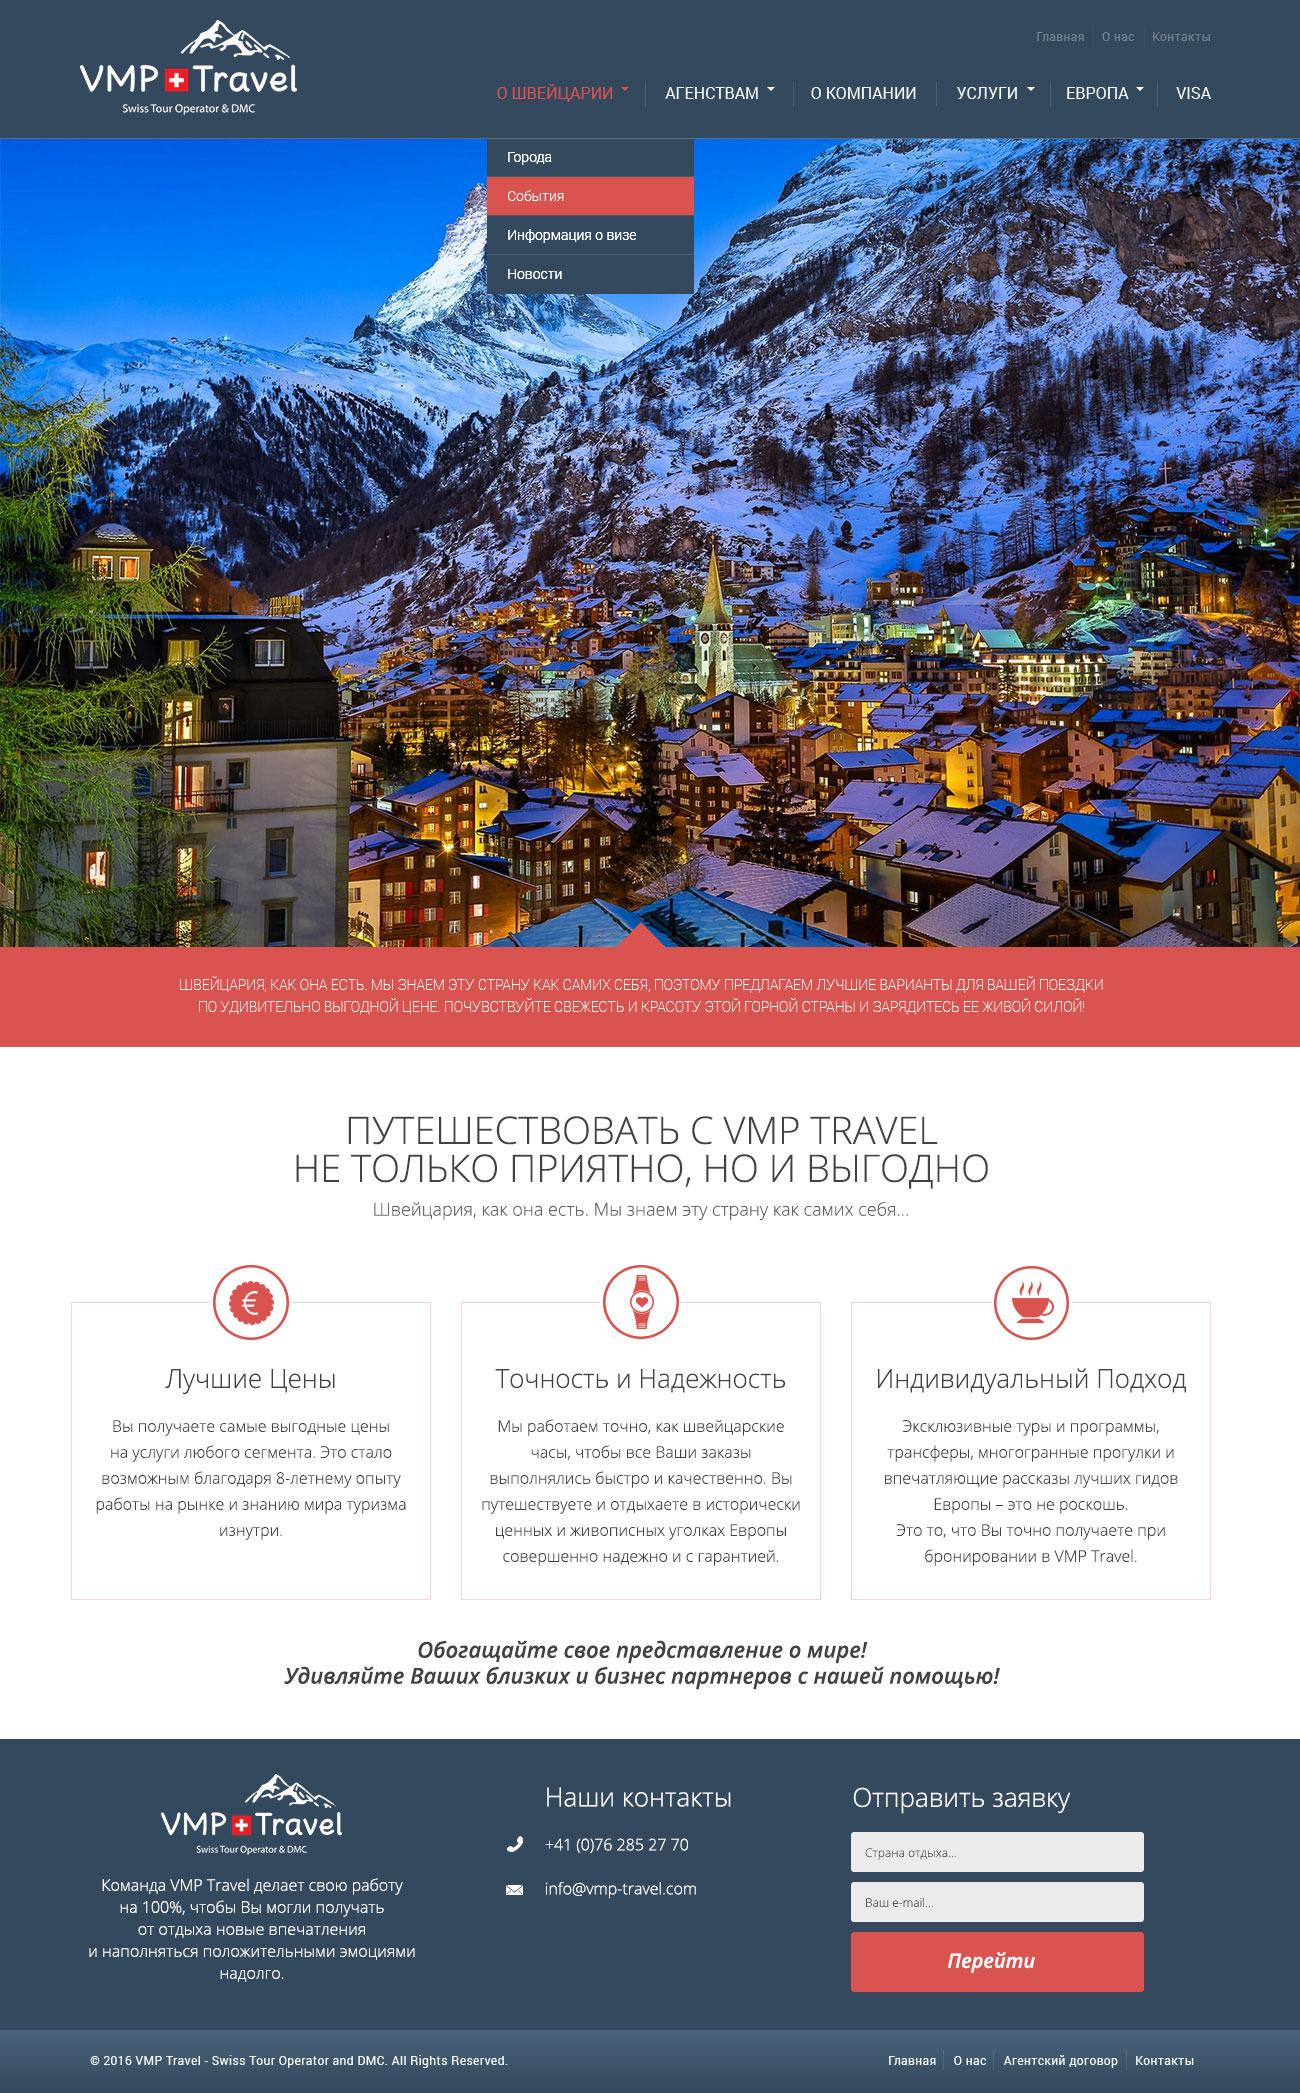 Главная О нас Контакты
VMP Travel
Swiss Tour Operator & DMC
О ШВЕЙЦАРИИ АГЕНСТВАМ О КОМПАНИИ УСЛУГИ ЕВРОПА VISA
Города
События
Информация о визе
Новости
ШВЕЙЦАРИЯ, КАК ОНА ЕСТЬ. МЫ ЗНАЕМ ЭТУ СТРАНУ КАК САМИХ СЕБЯ, ПОЭТОМУ ПРЕДЛАГАЕМ ЛУЧШИЕ ВАРИАНТЫ ДЛЯ ВАШЕЙ ПОЕЗДКИ
ПО УДИВИТЕЛЬНО ВЫГОДНОЙ ЦЕНЕ. ПОЧУВСТВУЙТЕ СВЕЖЕСТЬ И КРАСОТУ ЭТОЙ ГОРНОЙ СТРАНЫ И ЗАРЯДИТЕСЬ ЕЕ ЖИВОЙ СИЛОЙ!
ПУТЕШЕСТВОВАТЬ С VMP TRAVEL
НЕ ТОЛЬКО ПРИЯТНО, НО И ВЫГОДНО
Швейцария, как она есть. Мы знаем эту страну как самих себя...
€
Лучшие Цены
Вы получаете самые выгодные цены
на услуги любого сегмента. Это стало
возможным благодаря 8-летнему опыту
работы на рынке и знанию мира туризма
изнутри.
Точность и Надежность
Мы работаем точно, как швейцарские
часы, чтобы все Ваши заказы
выполнялись быстро и качественно. Вы
путешествуете и отдыхаете в исторически
ценных и живописных уголках Европы
совершенно надежно и с гарантией.
Индивидуальный Подход
Эксклюзивные туры и программы,
трансферы, многогранные прогулки и
впечатляющие рассказы лучших гидов
Европы – это не роскошь.
Это то, что Вы точно получаете при
бронировании в VMP Travel.
Обогащайте свое представление о мире!
Удивляйте Ваших близких и бизнес партнеров с нашей помощью!
VMP Travel
Swiss Tour Operator & DMC
Команда VMP Travel делает свою работу
на 100%, чтобы Вы могли получать
от отдыха новые впечатления
и наполняться положительными эмоциями
надолго.
Наши контакты
+41 (0)76 285 27 70
info@vmp-travel.com
Отправить заявку
Страна отдыха...
Ваш e-mail...
Перейти
© 2016 VMP Travel - Swiss Tour Operator and DMC. All Rights Reserved.
Главная О нас Агентский договор Контакты